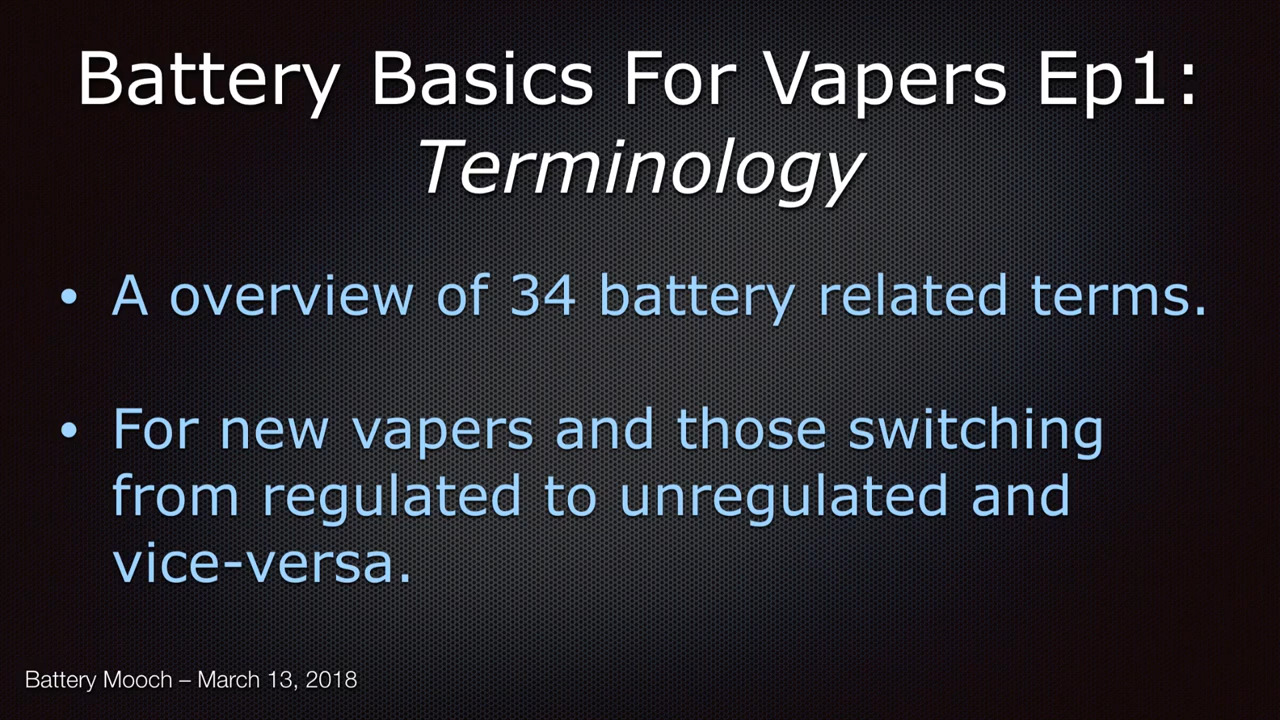 Battery Basics For Vapers Ep1:
Terminology
• A overview of 34 battery related terms.
• For new vapers and those switching
from regulated to unregulated and
vice-versa.
Battery Mooch – March 13, 2018